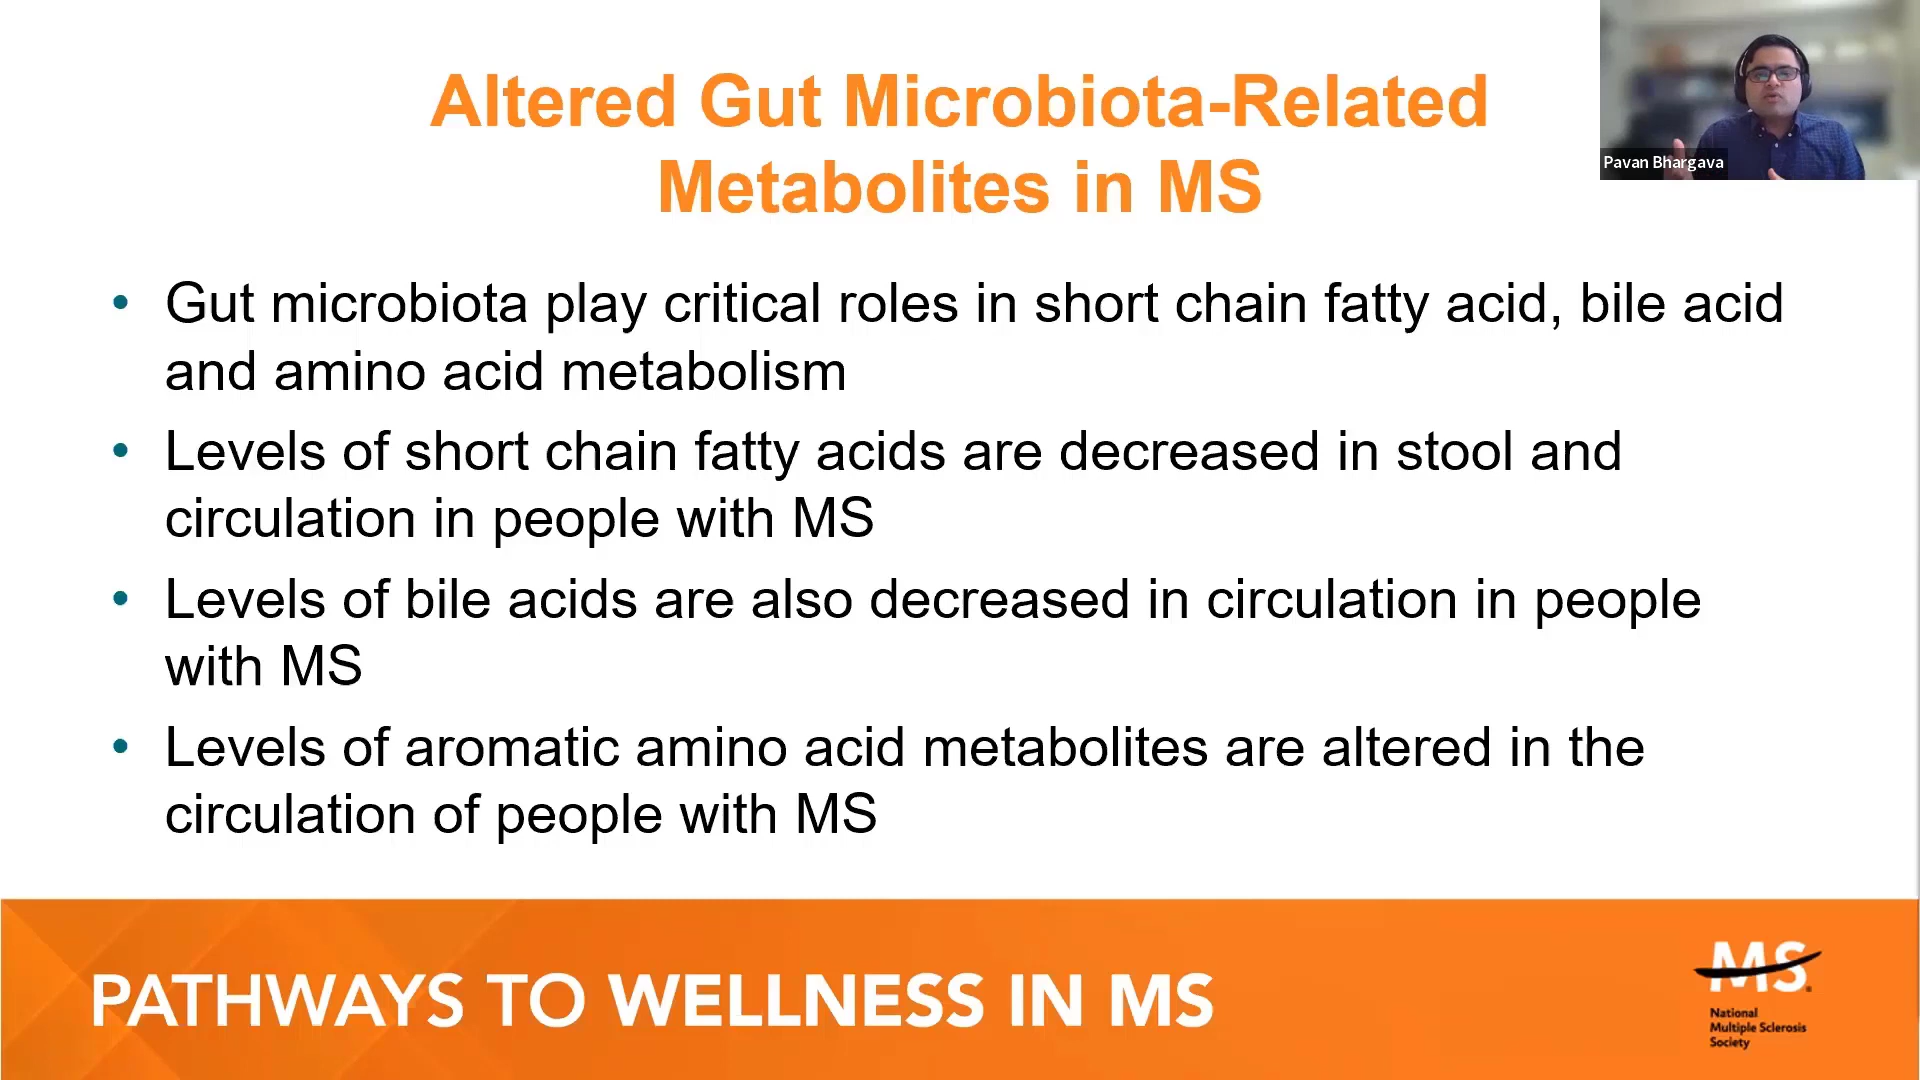 Altered Gut Microbiota-Related
Metabolites in MS
Pavan Bhargava
• Gut microbiota play critical roles in short chain fatty acid, bile acid
and amino acid metabolism
• Levels of short chain fatty acids are decreased in stool and
circulation in people with MS
• Levels of bile acids are also decreased in circulation in people
with MS
• Levels of aromatic amino acid metabolites are altered in the
circulation of people with MS
PATHWAYS TO WELLNESS IN MS
MS
National
Multiple Sclerosis
Society